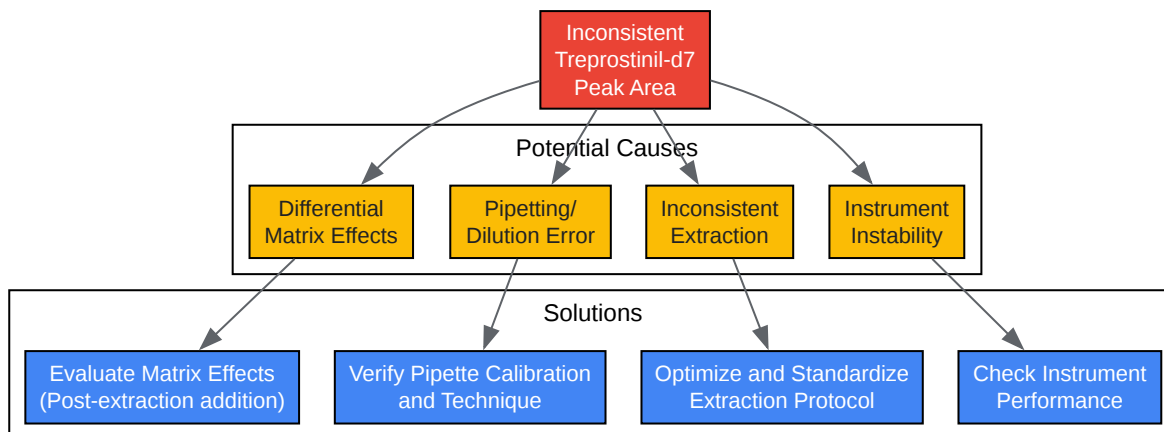 Inconsistent
Treprostinil-d7
Peak Area
Potential Causes
Differential
Matrix Effects
Pipetting/
Dilution Error
Inconsistent
Extraction
Instrument
Instability
Solutions
Evaluate Matrix Effects
(Post-extraction addition)
Verify Pipette Calibration
and Technique
Optimize and Standardize
Extraction Protocol
Check Instrument
Performance